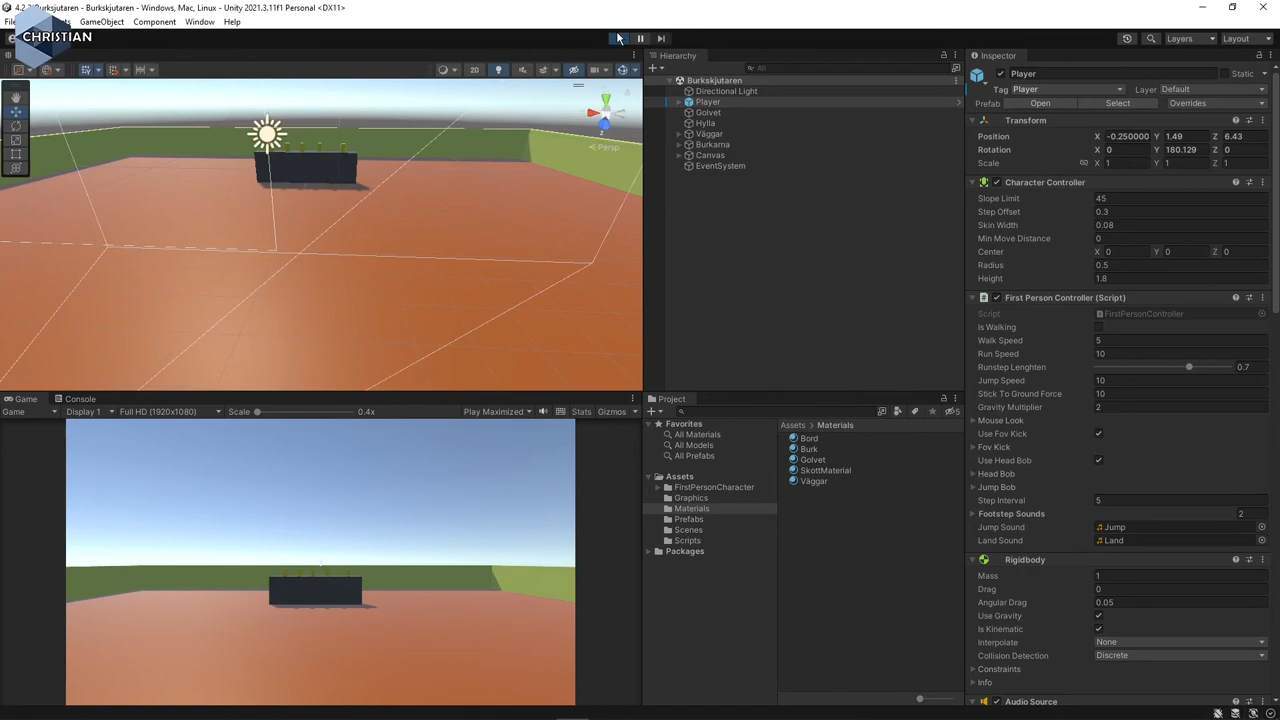 4.2.2 Burkskjutaren - Burkskjutaren - Windows, Mac, Linux - Unity 2021.3.11f1 Personal <DX11>
GameObject Component Window Help
CHRISTIAN
Layers Layout
2D
Persp
Hierarchy
All
Burkskjutaren
Directional Light
Player
Golvet
Hylla
Väggar
Burkarna
Canvas
EventSystem
Game Console
Game Display 1 Full HD (1920x1080) Scale 0.4x Play Maximized Stats Gizmos
Project
5
Favorites
All Materials
All Models
All Prefabs
Assets
FirstPersonCharacter
Graphics
Materials
Prefabs
Scenes
Scripts
Packages
Assets > Materials
Bord
Burk
Golvet
SkottMaterial
Väggar
Inspector
Player Static
Tag Player Layer Default
Prefab Open Select Overrides
Transform
Position X -0.250000 Y 1.49 Z 6.43
Rotation X 0 Y 180.129 Z 0
Scale X 1 Y 1 Z 1
Character Controller
Slope Limit 45
Step Offset 0.3
Skin Width 0.08
Min Move Distance 0
Center X 0 Y 0 Z 0
Radius 0.5
Height 1.8
First Person Controller (Script)
Script FirstPersonController
Is Walking
Walk Speed 5
Run Speed 10
Runstep Lenghten 0.7
Jump Speed 10
Stick To Ground Force 10
Gravity Multiplier 2
Mouse Look
Use Fov Kick
Fov Kick
Use Head Bob
Head Bob
Jump Bob
Step Interval 5
Footstep Sounds 2
Jump Sound Jump
Land Sound Land
Rigidbody
Mass 1
Drag 0
Angular Drag 0.05
Use Gravity
Is Kinematic
Interpolate None
Collision Detection Discrete
Constraints
Info
Audio Source